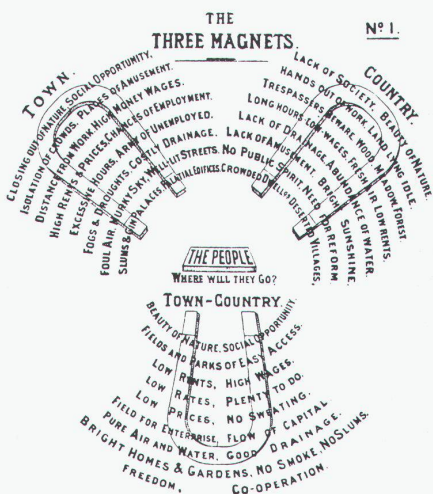 THE
THREE MAGNETS.
Nº 1.
TOWN.
CLOSING OUT OF NATURE. SOCIAL OPPORTUNITY.
ISOLATION OF CROWDS. PLACES OF AMUSEMENT.
DISTANCE FROM WORK. HIGH MONEY WAGES.
HIGH RENTS & PRICES. CHANCES OF EMPLOYMENT.
EXCESSIVE HOURS. ARMY OF UNEMPLOYED.
FOGS & DROUGHTS. COSTLY DRAINAGE.
FOUL AIR. MURKY SKY. WELL-LIT STREETS.
SLUMS & GIN PALACES. PALATIAL EDIFICES.
COUNTRY.
LACK OF SOCIETY. BEAUTY OF NATURE.
HANDS OUT OF WORK. LAND LYING IDLE.
TRESPASSERS BEWARE. WOOD, MEADOW, FOREST.
LONG HOURS LOW WAGES. FRESH AIR LOW RENTS.
LACK OF DRAINAGE. ABUNDANCE OF WATER.
LACK OF AMUSEMENT. BRIGHT SUNSHINE.
NO PUBLIC SPIRIT. NEED FOR REFORM
CROWDED DWELLINGS DESERTED VILLAGES,
THE PEOPLE
WHERE WILL THEY GO?
TOWN-COUNTRY.
BEAUTY OF NATURE. SOCIAL OPPORTUNITY.
FIELDS AND PARKS OF EASY ACCESS.
LOW RENTS, HIGH WAGES.
LOW RATES, PLENTY TO DO.
LOW PRICES, NO SWEATING.
FIELD FOR ENTERPRISE, FLOW OF CAPITAL
PURE AIR AND WATER, GOOD DRAINAGE.
BRIGHT HOMES & GARDENS, NO SMOKE, NO SLUMS.
FREEDOM, CO-OPERATION.